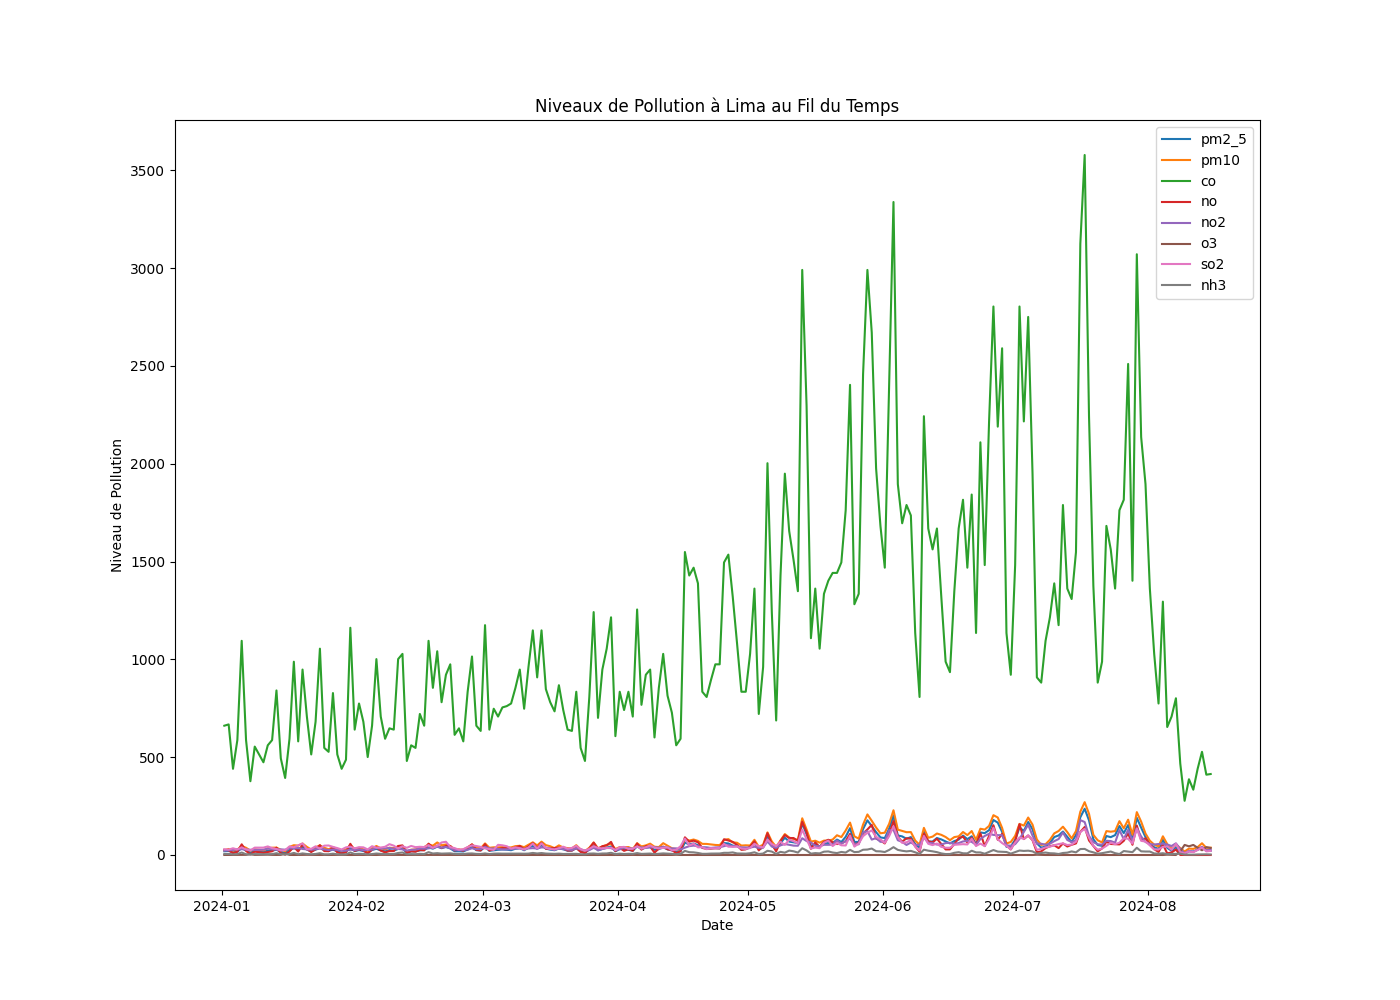 Niveaux de Pollution à Lima au Fil du Temps
pm2_5
pm10
co
no
no2
o3
so2
nh3
3500
3000
2500
2000
1500
1000
500
0
Niveau de Pollution
2024-01 2024-02 2024-03 2024-04 2024-05 2024-06 2024-07 2024-08
Date